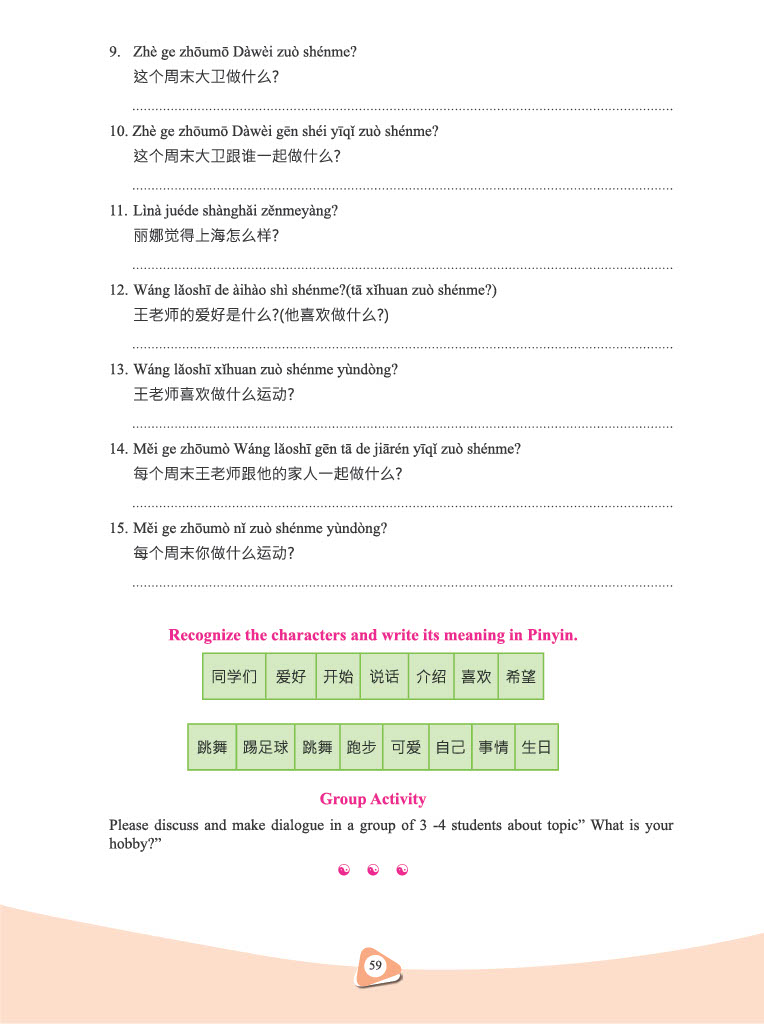 9. Zhè ge zhōumō Dàwèi zuò shénme?
这个周末大卫做什么?
10. Zhè ge zhōumō Dàwèi gēn shéi yīqǐ zuò shénme?
这个周末大卫跟谁一起做什么?
11. Lìnà juéde shànghǎi zěnmeyàng?
丽娜觉得上海怎么样?
12. Wáng lǎoshī de àihào shì shénme?(tā xǐhuan zuò shénme?)
王老师的爱好是什么?(他喜欢做什么?)
13. Wáng lǎoshī xǐhuan zuò shénme yùndòng?
王老师喜欢做什么运动?
14. Měi ge zhōumò Wáng lǎoshī gēn tā de jiārén yīqǐ zuò shénme?
每个周末王老师跟他的家人一起做什么?
15. Měi ge zhōumò nǐ zuò shénme yùndòng?
每个周末你做什么运动?
Recognize the characters and write its meaning in Pinyin.
同学们 爱好 开始 说话 介绍 喜欢 希望
跳舞 踢足球 跳舞 跑步 可爱 自己 事情 生日
Group Activity
Please discuss and make dialogue in a group of 3 -4 students about topic” What is your
hobby?”
59